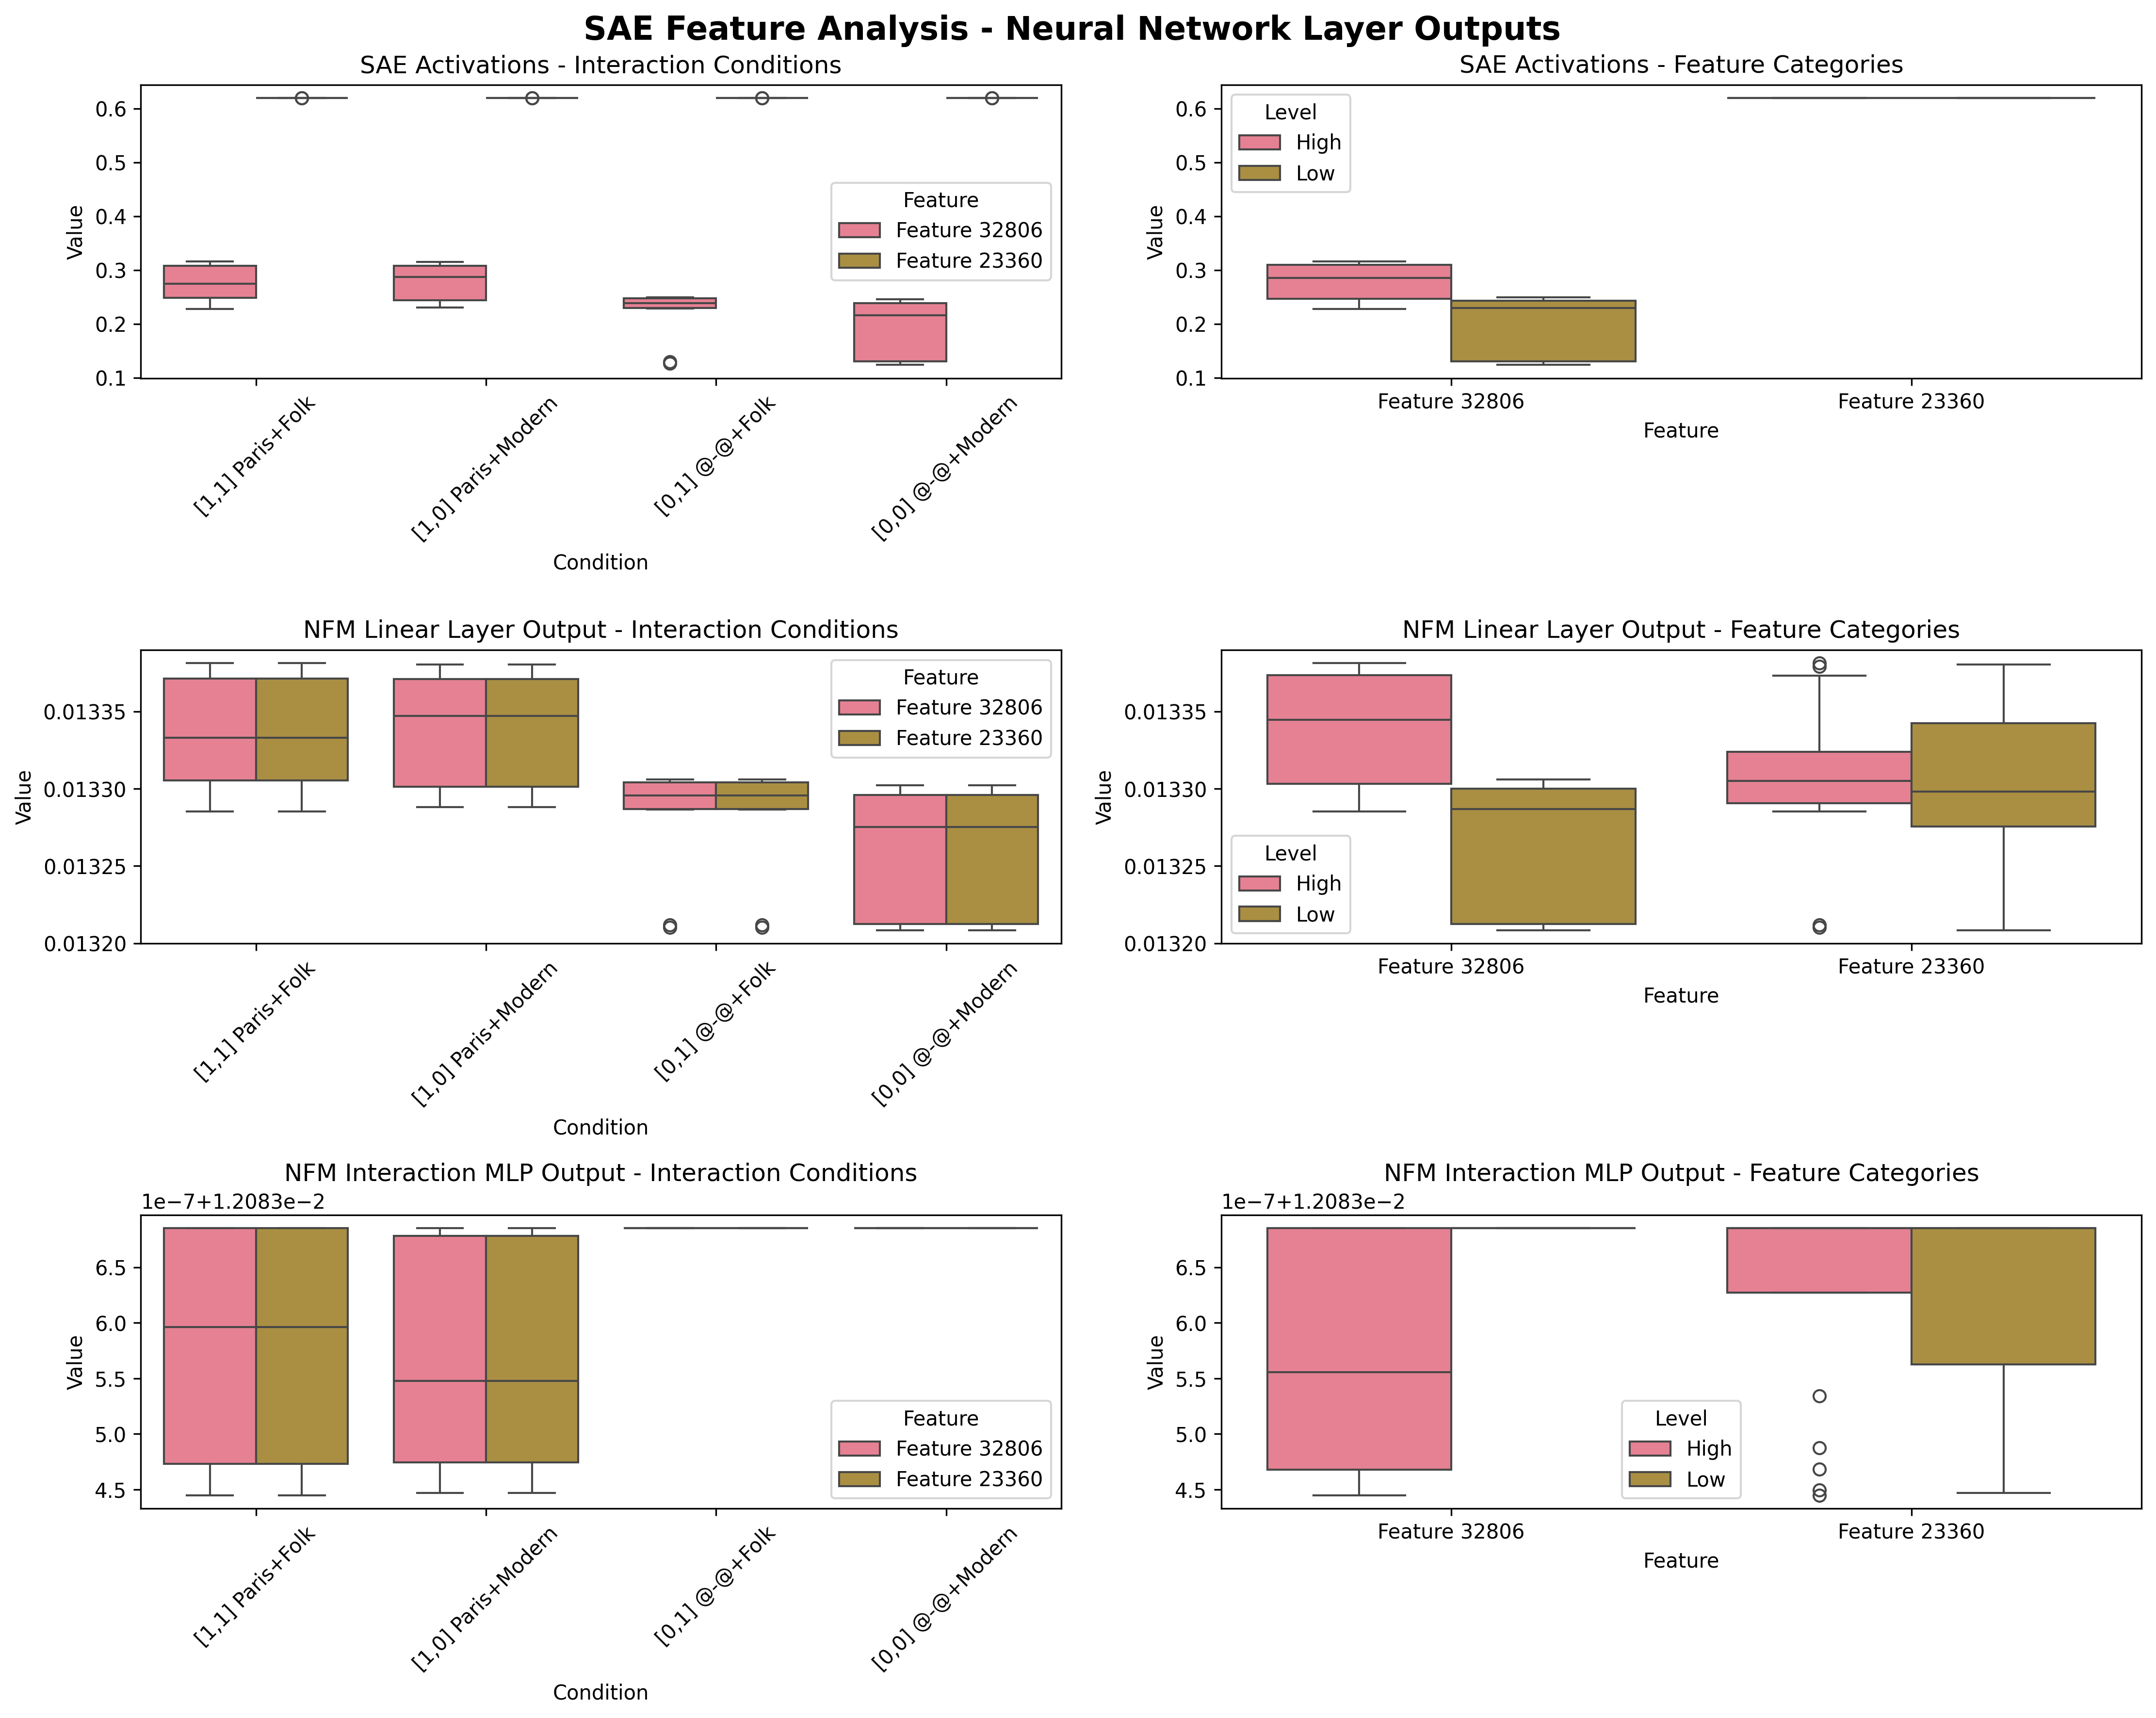 SAE Feature Analysis - Neural Network Layer Outputs
SAE Activations - Interaction Conditions
Value
0.6
0.5
0.4
0.3
0.2
0.1
Feature
Feature 32806
Feature 23360
[1,1] Paris+Folk
[1,0] Paris+Modern
[0,1] @-@+Folk
[0,0] @-@+Modern
Condition
SAE Activations - Feature Categories
Value
0.6
0.5
0.4
0.3
0.2
0.1
Level
High
Low
Feature 32806
Feature 23360
Feature
NFM Linear Layer Output - Interaction Conditions
Value
0.01335
0.01330
0.01325
0.01320
Feature
Feature 32806
Feature 23360
[1,1] Paris+Folk
[1,0] Paris+Modern
[0,1] @-@+Folk
[0,0] @-@+Modern
Condition
NFM Linear Layer Output - Feature Categories
Value
0.01335
0.01330
0.01325
0.01320
Level
High
Low
Feature 32806
Feature 23360
Feature
NFM Interaction MLP Output - Interaction Conditions
1e−7+1.2083e−2
Value
6.5
6.0
5.5
5.0
4.5
Feature
Feature 32806
Feature 23360
[1,1] Paris+Folk
[1,0] Paris+Modern
[0,1] @-@+Folk
[0,0] @-@+Modern
Condition
NFM Interaction MLP Output - Feature Categories
1e−7+1.2083e−2
Value
6.5
6.0
5.5
5.0
4.5
Level
High
Low
Feature 32806
Feature 23360
Feature